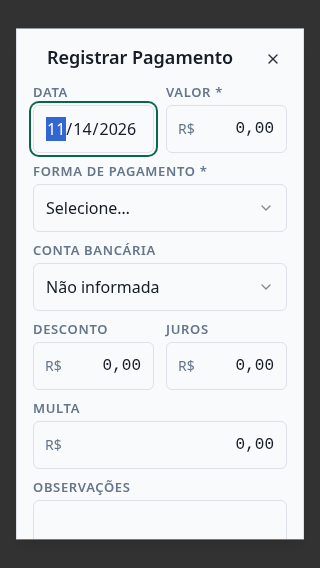 Registrar Pagamento ×
DATA VALOR *
11/14/2026 R$ 0,00
FORMA DE PAGAMENTO *
Selecione...
CONTA BANCÁRIA
Não informada
DESCONTO JUROS
R$ 0,00 R$ 0,00
MULTA
R$ 0,00
OBSERVAÇÕES